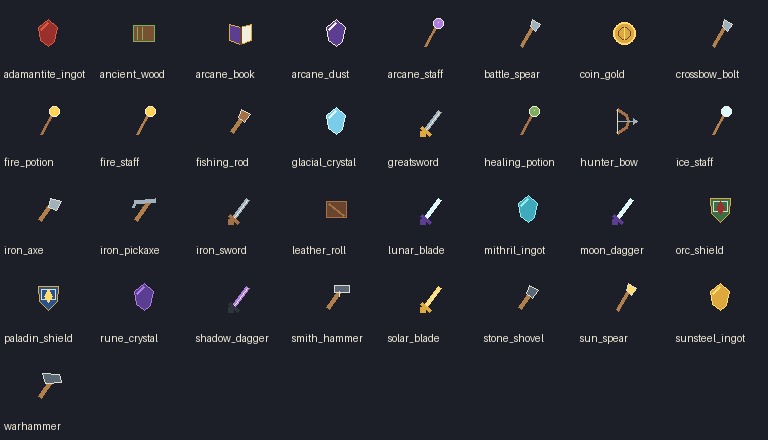 adamantite_ingot ancient_wood arcane_book arcane_dust arcane_staff battle_spear coin_gold crossbow_bolt
fire_potion fire_staff fishing_rod glacial_crystal greatsword healing_potion hunter_bow ice_staff
iron_axe iron_pickaxe iron_sword leather_roll lunar_blade mithril_ingot moon_dagger orc_shield
paladin_shield rune_crystal shadow_dagger smith_hammer solar_blade stone_shovel sun_spear sunsteel_ingot
warhammer